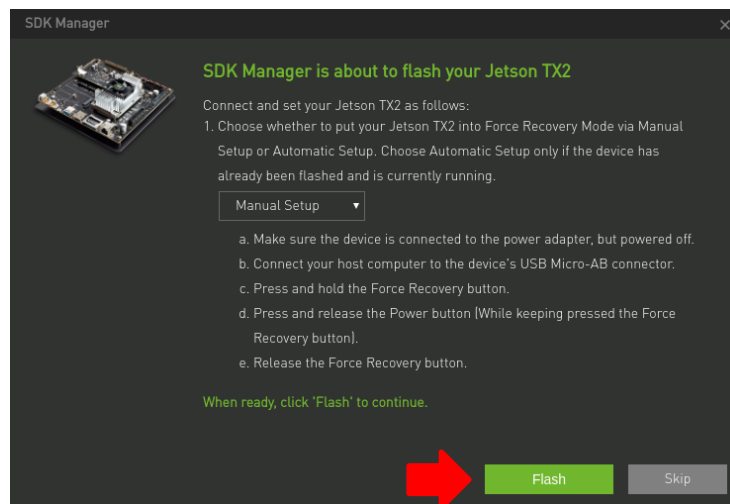 SDK Manager
SDK Manager is about to flash your Jetson TX2
Connect and set your Jetson TX2 as follows:
1. Choose whether to put your Jetson TX2 into Force Recovery Mode via Manual
Setup or Automatic Setup. Choose Automatic Setup only if the device has
already been flashed and is currently running.
Manual Setup
a. Make sure the device is connected to the power adapter, but powered off.
b. Connect your host computer to the device's USB Micro-AB connector.
c. Press and hold the Force Recovery button.
d. Press and release the Power button (While keeping pressed the Force
Recovery button).
e. Release the Force Recovery button.
When ready, click 'Flash' to continue.
Flash
Skip